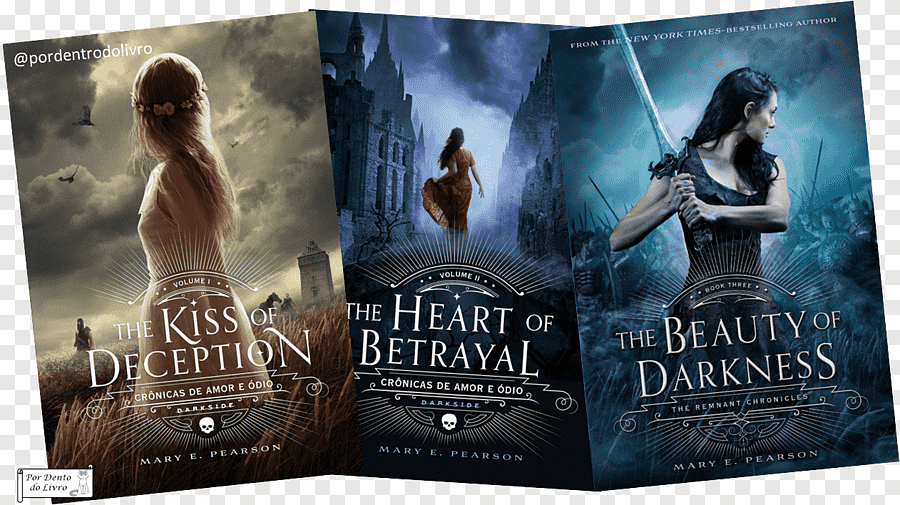 @pordentrodolivro
VOLUME I
THE KISS OF
DECEPTION
CRÔNICAS DE AMOR E ÓDIO
DARKSIDE
MARY E. PEARSON
Por Dento
do Livro
VOLUME II
THE HEART OF
BETRAYAL
CRÔNICAS DE AMOR E ÓDIO
DARKSIDE
MARY E. PEARSON
FROM THE NEW YORK TIMES-BESTSELLING AUTHOR
BOOK THREE
THE BEAUTY OF
DARKNESS
THE REMNANT CHRONICLES
MARY E. PEARSON